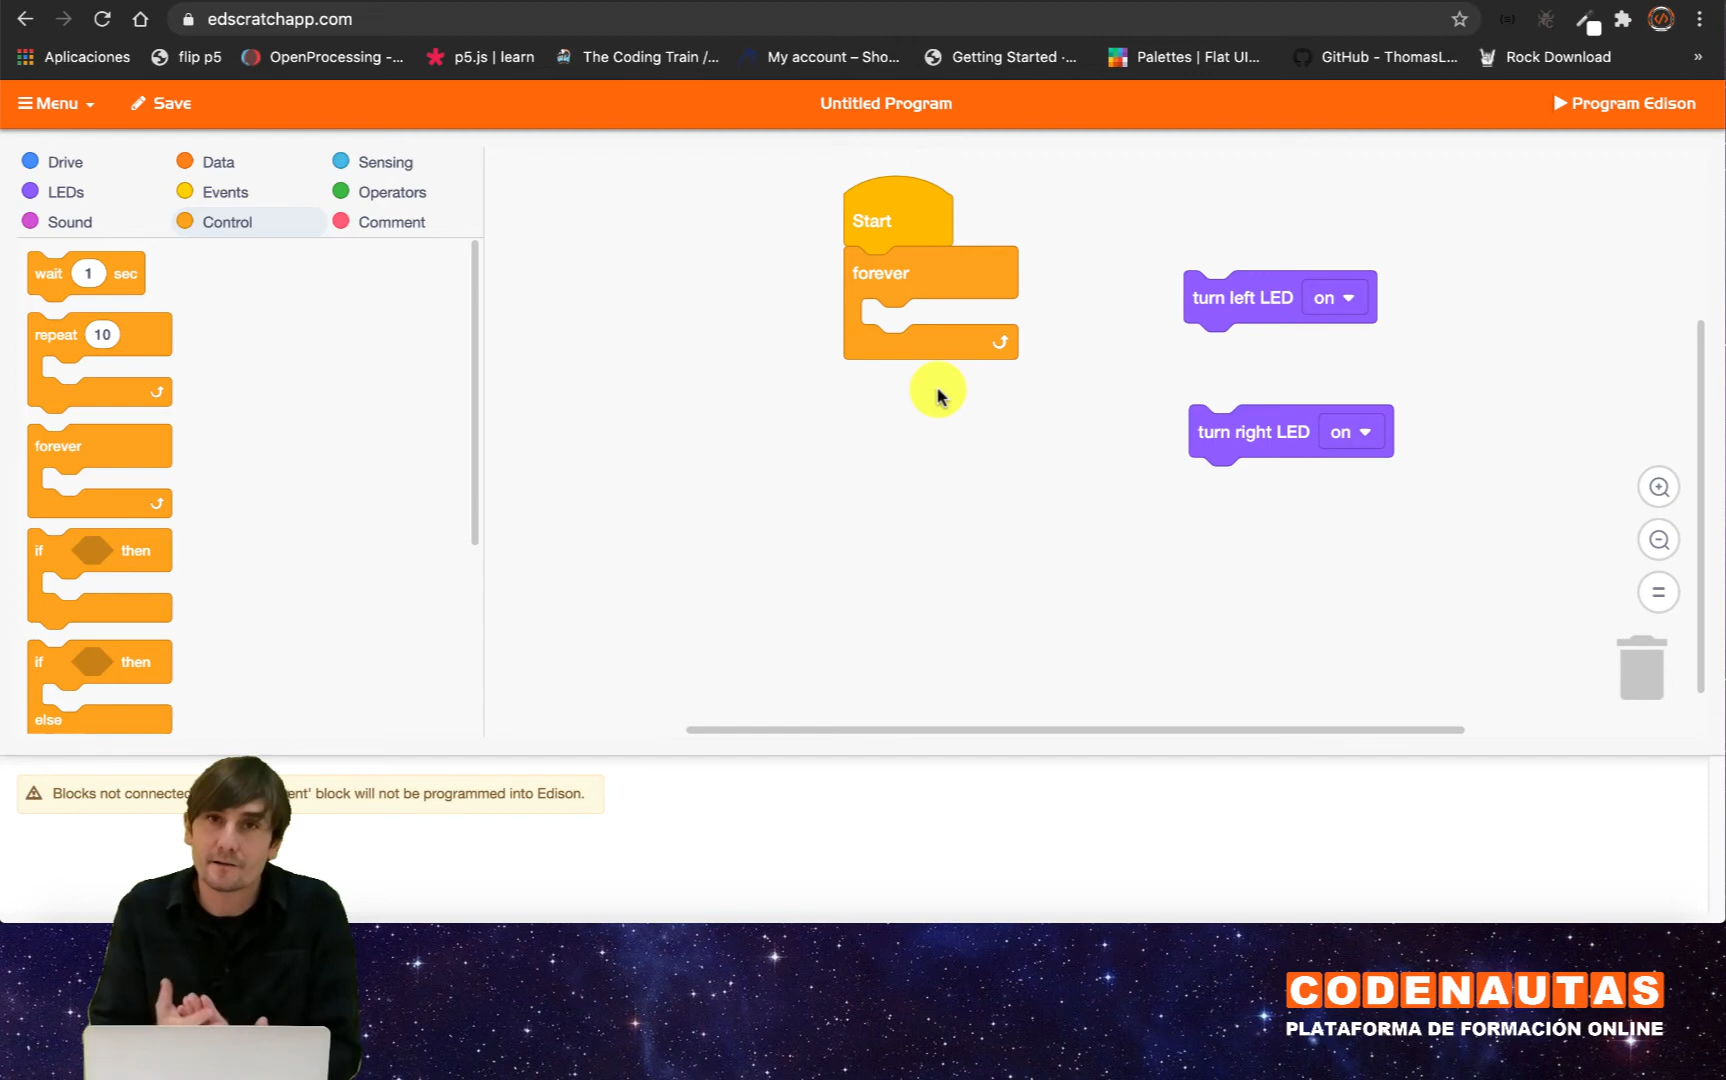 edscratchapp.com
Aplicaciones
flip p5
OpenProcessing -...
p5.js | learn
The Coding Train /...
My account – Sho...
Getting Started -...
Palettes | Flat UI...
GitHub - ThomasL...
Rock Download
»
Menu
Save
Untitled Program
Program Edison
Drive
Data
Sensing
LEDs
Events
Operators
Sound
Control
Comment
wait 1 sec
repeat 10
forever
if then
if then
else
Start
forever
turn left LED on
turn right LED on
Blocks not connected
ent' block will not be programmed into Edison.
CODENAUTAS
PLATAFORMA DE FORMACIÓN ONLINE